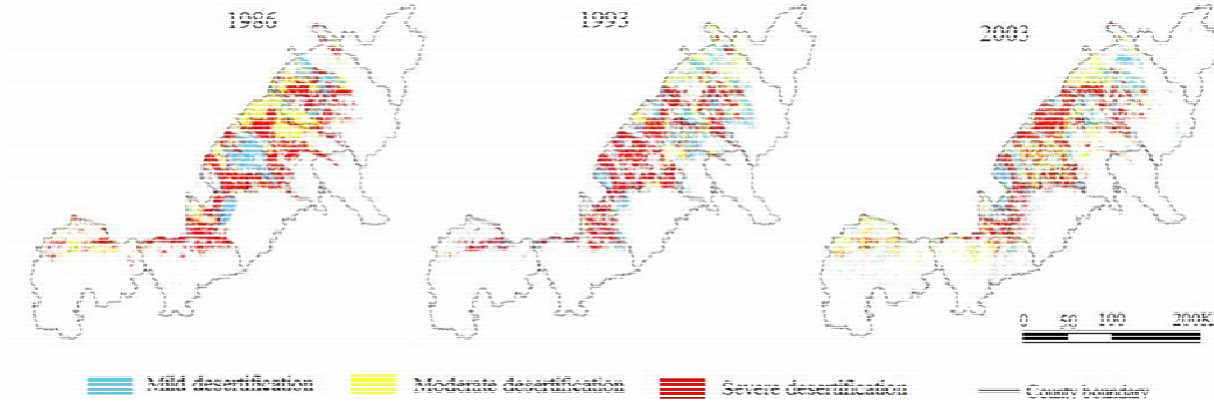 1986
1993
2003
0 50 100 200K
Mild desertification
Moderate desertification
Severe desertification
County boundary